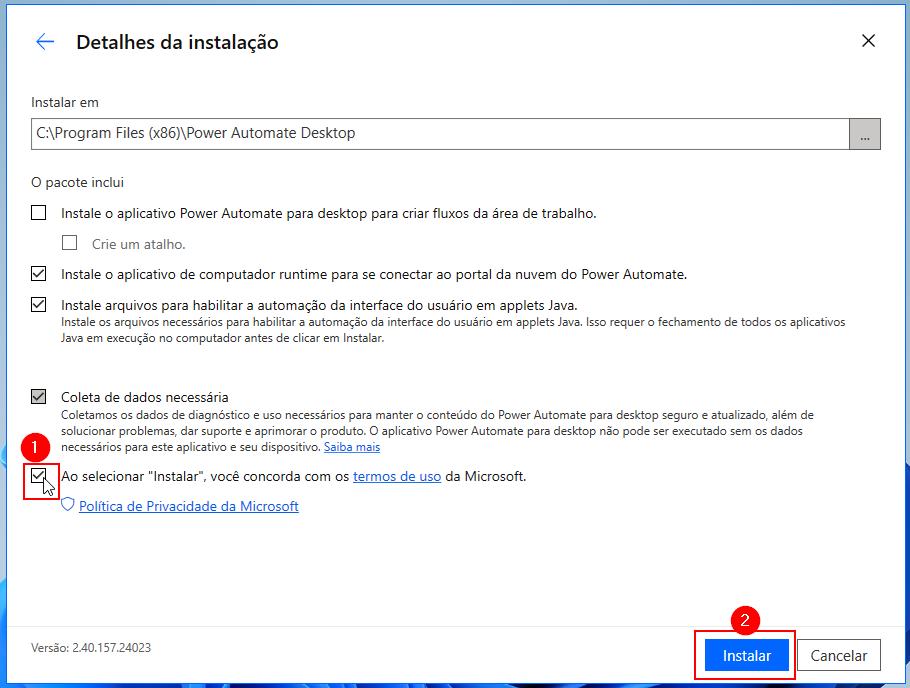 Detalhes da instalação
Instalar em
C:\Program Files (x86)\Power Automate Desktop
...
O pacote inclui
Instale o aplicativo Power Automate para desktop para criar fluxos da área de trabalho.
Crie um atalho.
Instale o aplicativo de computador runtime para se conectar ao portal da nuvem do Power Automate.
Instale arquivos para habilitar a automação da interface do usuário em applets Java.
Instale os arquivos necessários para habilitar a automação da interface do usuário em applets Java. Isso requer o fechamento de todos os aplicativos
Java em execução no computador antes de clicar em Instalar.
Coleta de dados necessária
Coletamos os dados de diagnóstico e uso necessários para manter o conteúdo do Power Automate para desktop seguro e atualizado, além de
solucionar problemas, dar suporte e aprimorar o produto. O aplicativo Power Automate para desktop não pode ser executado sem os dados
necessários para este aplicativo e seu dispositivo. Saiba mais
1
Ao selecionar "Instalar", você concorda com os termos de uso da Microsoft.
Política de Privacidade da Microsoft
2
Versão: 2.40.157.24023
Instalar
Cancelar